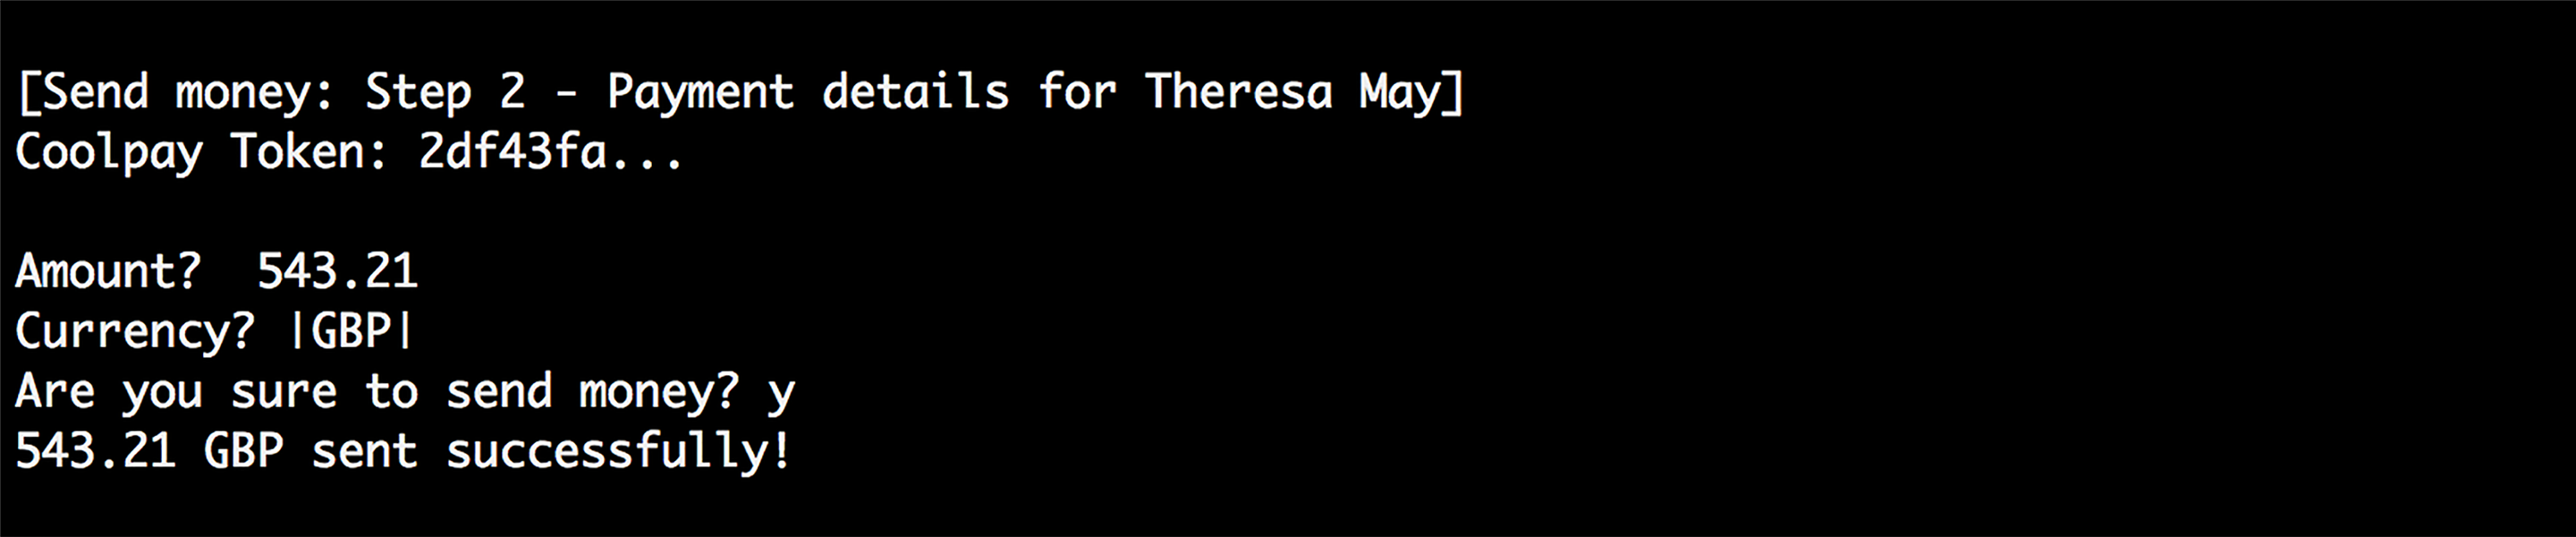 [Send money: Step 2 - Payment details for Theresa May]
Coolpay Token: 2df43fa...
Amount?  543.21
Currency? |GBP|
Are you sure to send money? y
543.21 GBP sent successfully!